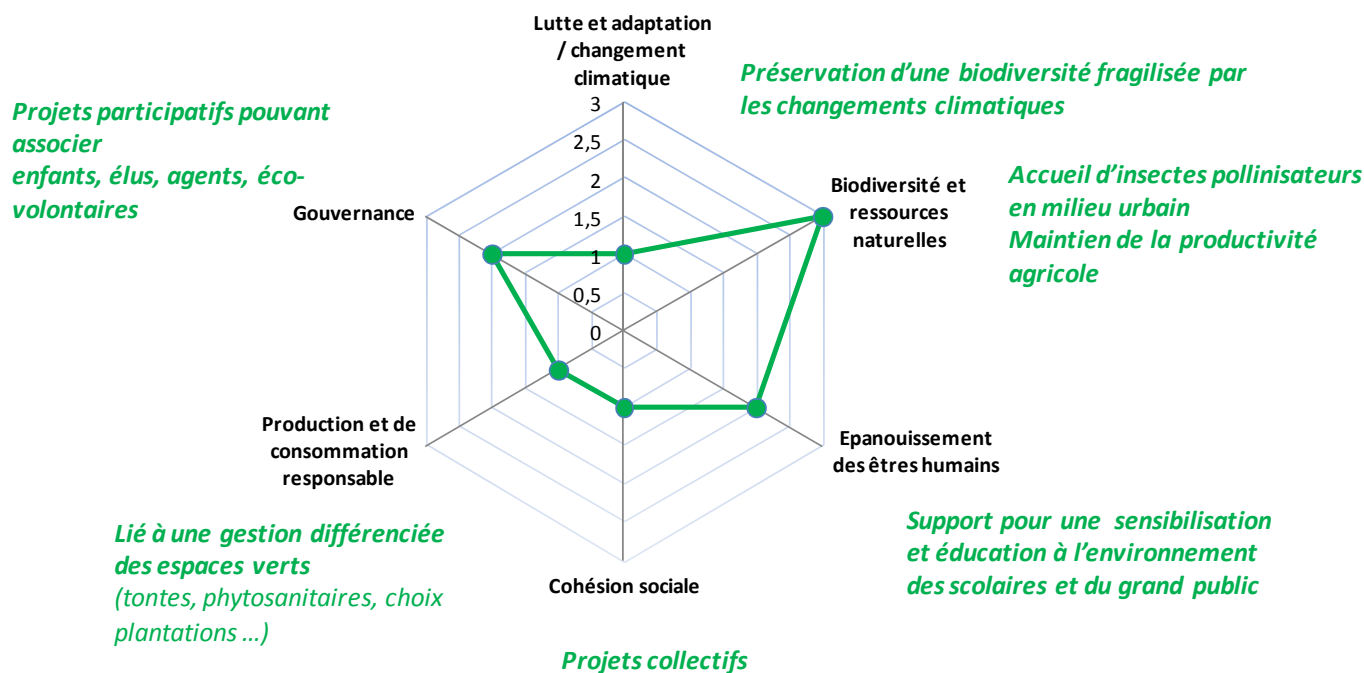 Lutte et adaptation
/ changement
climatique
Préservation d'une biodiversité fragilisée par
les changements climatiques
Projets participatifs pouvant
associer
enfants, élus, agents, éco-
volontaires
3
2,5
2
1,5
1
0,5
0
Biodiversité et
ressources
naturelles
Accueil d'insectes pollinisateurs
en milieu urbain
Maintien de la productivité
agricole
Gouvernance
Production et de
consommation
responsable
Epanouissement
des êtres humains
Lié à une gestion différenciée
des espaces verts
(tontes, phytosanitaires, choix
plantations …)
Support pour une sensibilisation
et éducation à l'environnement
des scolaires et du grand public
Cohésion sociale
Projets collectifs